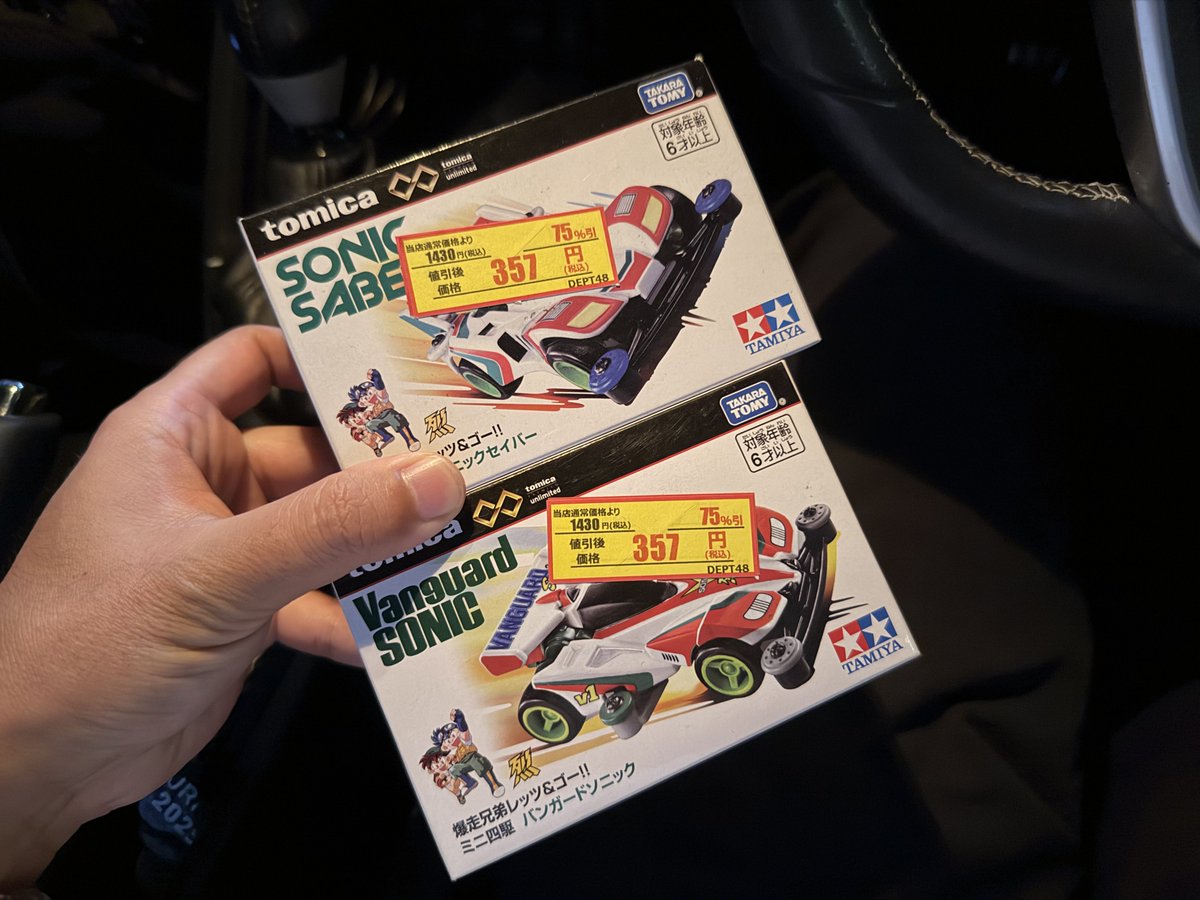 TAKARA
TOMY
対象年齢
6才以上
tomica
tomica
unlimited
SONIC
SABE
当店通常価格より
75%引
1430円(税込)
値引後
価格
357
円
(税込)
DEPT48
TAMIYA
烈
ッツ&ゴー!!
ニックセイバー
TAKARA
TOMY
対象年齢
6才以上
tomica
tomica
unlimited
Vanguard
SONIC
当店通常価格より
75%引
1430円(税込)
値引後
価格
357
円
(税込)
DEPT48
VANGUARD
v1
TAMIYA
烈
爆走兄弟レッツ&ゴー!!
ミニ四駆 バンガードソニック